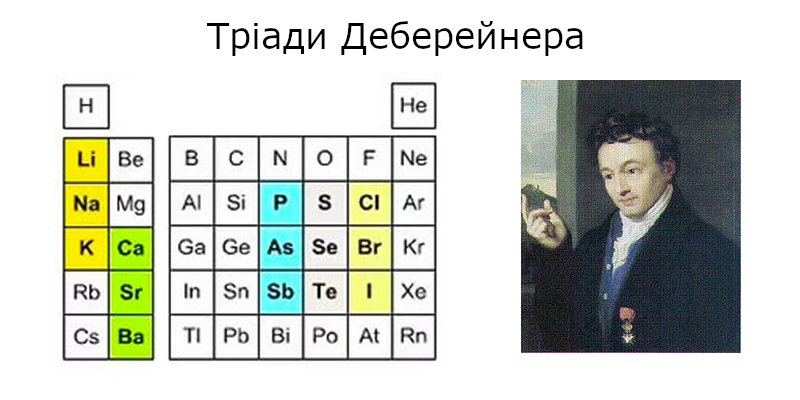 Тріади Деберейнера
H He
Li Be B C N O F Ne
Na Mg Al Si P S Cl Ar
K Ca Ga Ge As Se Br Kr
Rb Sr In Sn Sb Te I Xe
Cs Ba Tl Pb Bi Po At Rn